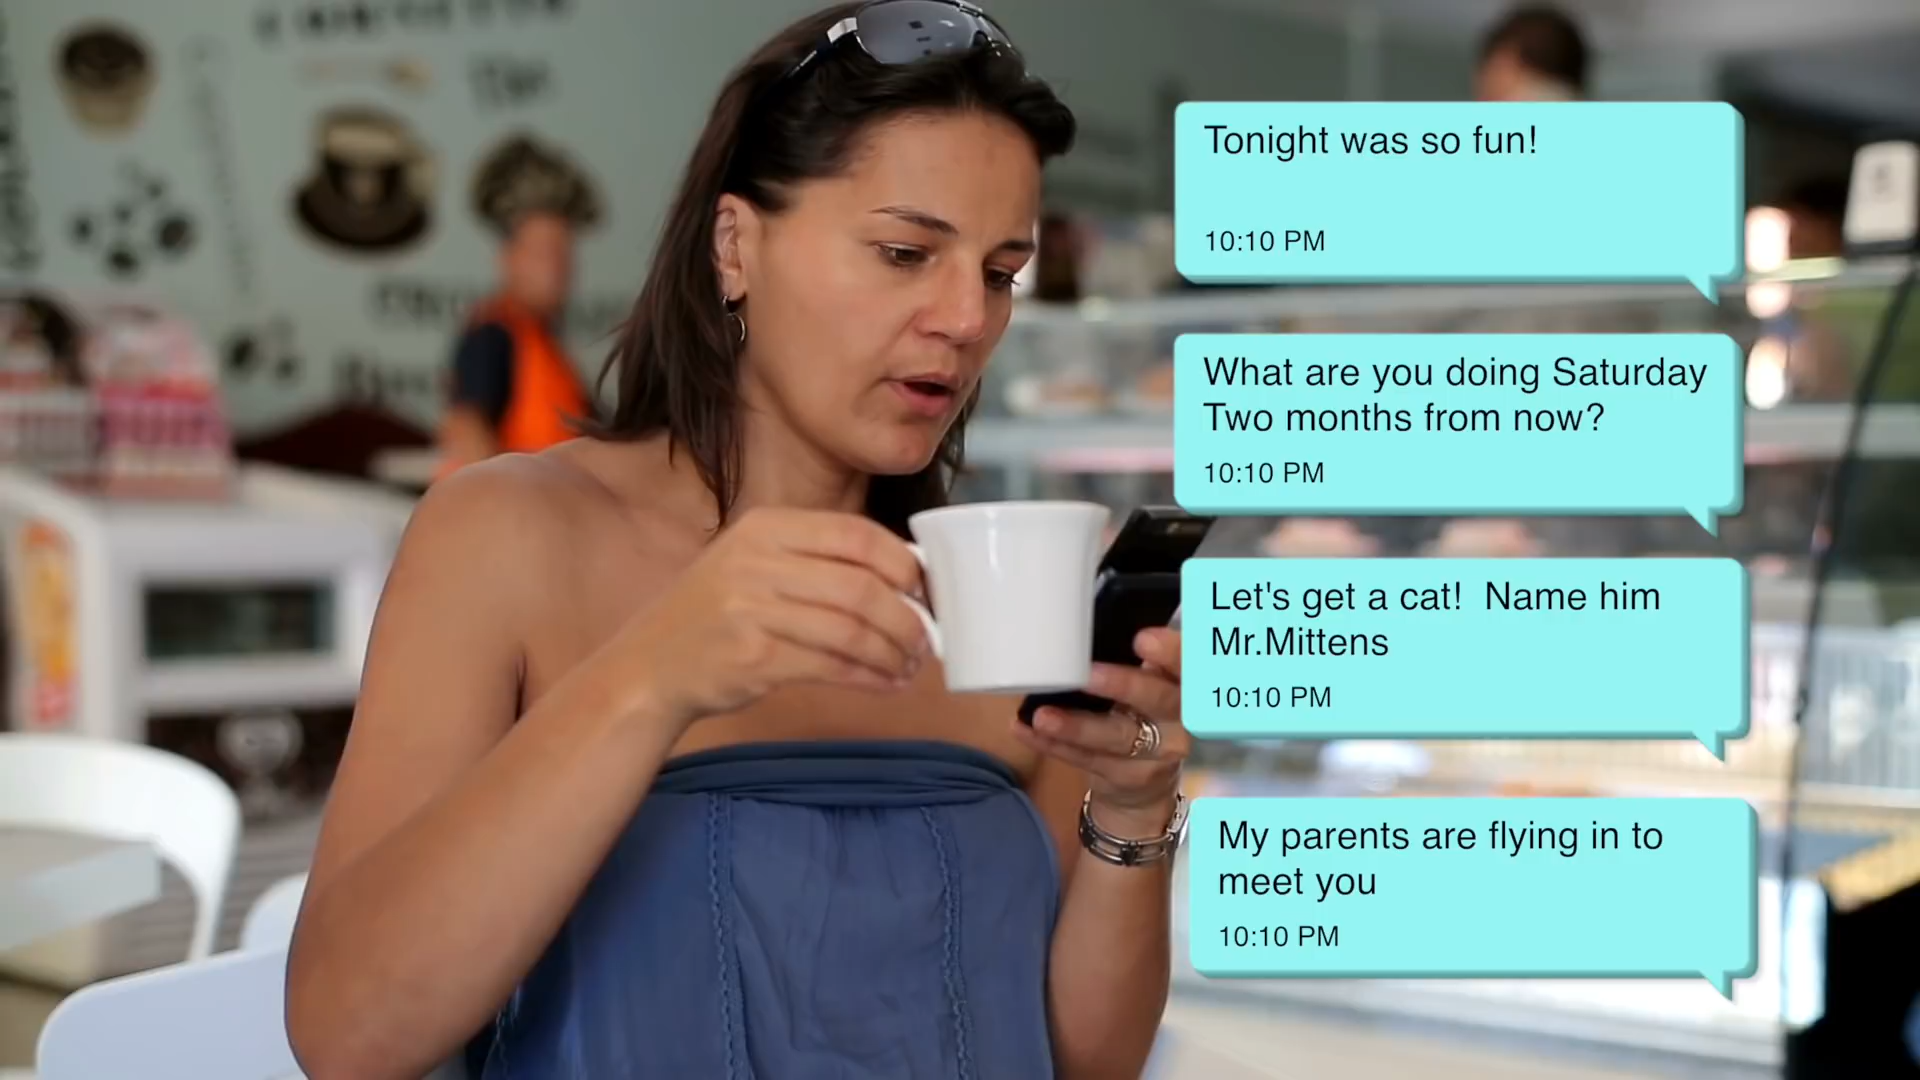 Tonight was so fun!
10:10 PM
What are you doing Saturday
Two months from now?
10:10 PM
Let's get a cat!  Name him
Mr.Mittens
10:10 PM
My parents are flying in to
meet you
10:10 PM